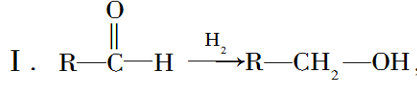 O
I. R—C—H —H₂→ R—CH₂—OH,